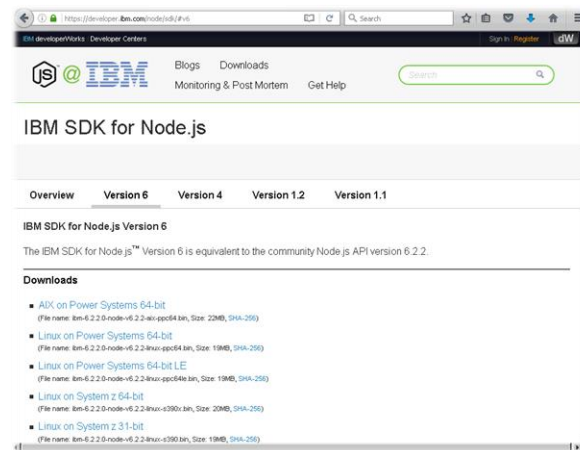 https://developer.ibm.com/node/sdk/#v6
Search
IBM developerWorks Developer Centers
Sign In | Register
dW
JS @ IBM
Blogs Downloads
Monitoring & Post Mortem Get Help
Search
IBM SDK for Node.js
Overview Version 6 Version 4 Version 1.2 Version 1.1
IBM SDK for Node.js Version 6
The IBM SDK for Node.js™ Version 6 is equivalent to the community Node.js API version 6.2.2.
Downloads
▪ AIX on Power Systems 64-bit
(File name: ibm-6.2.2.0-node-v6.2.2-aix-ppc64.bin, Size: 22MB, SHA-256)
▪ Linux on Power Systems 64-bit
(File name: ibm-6.2.2.0-node-v6.2.2-linux-ppc64.bin, Size: 19MB, SHA-256)
▪ Linux on Power Systems 64-bit LE
(File name: ibm-6.2.2.0-node-v6.2.2-linux-ppc64le.bin, Size: 19MB, SHA-256)
▪ Linux on System z 64-bit
(File name: ibm-6.2.2.0-node-v6.2.2-linux-s390x.bin, Size: 20MB, SHA-256)
▪ Linux on System z 31-bit
(File name: ibm-6.2.2.0-node-v6.2.2-linux-s390.bin, Size: 19MB, SHA-256)